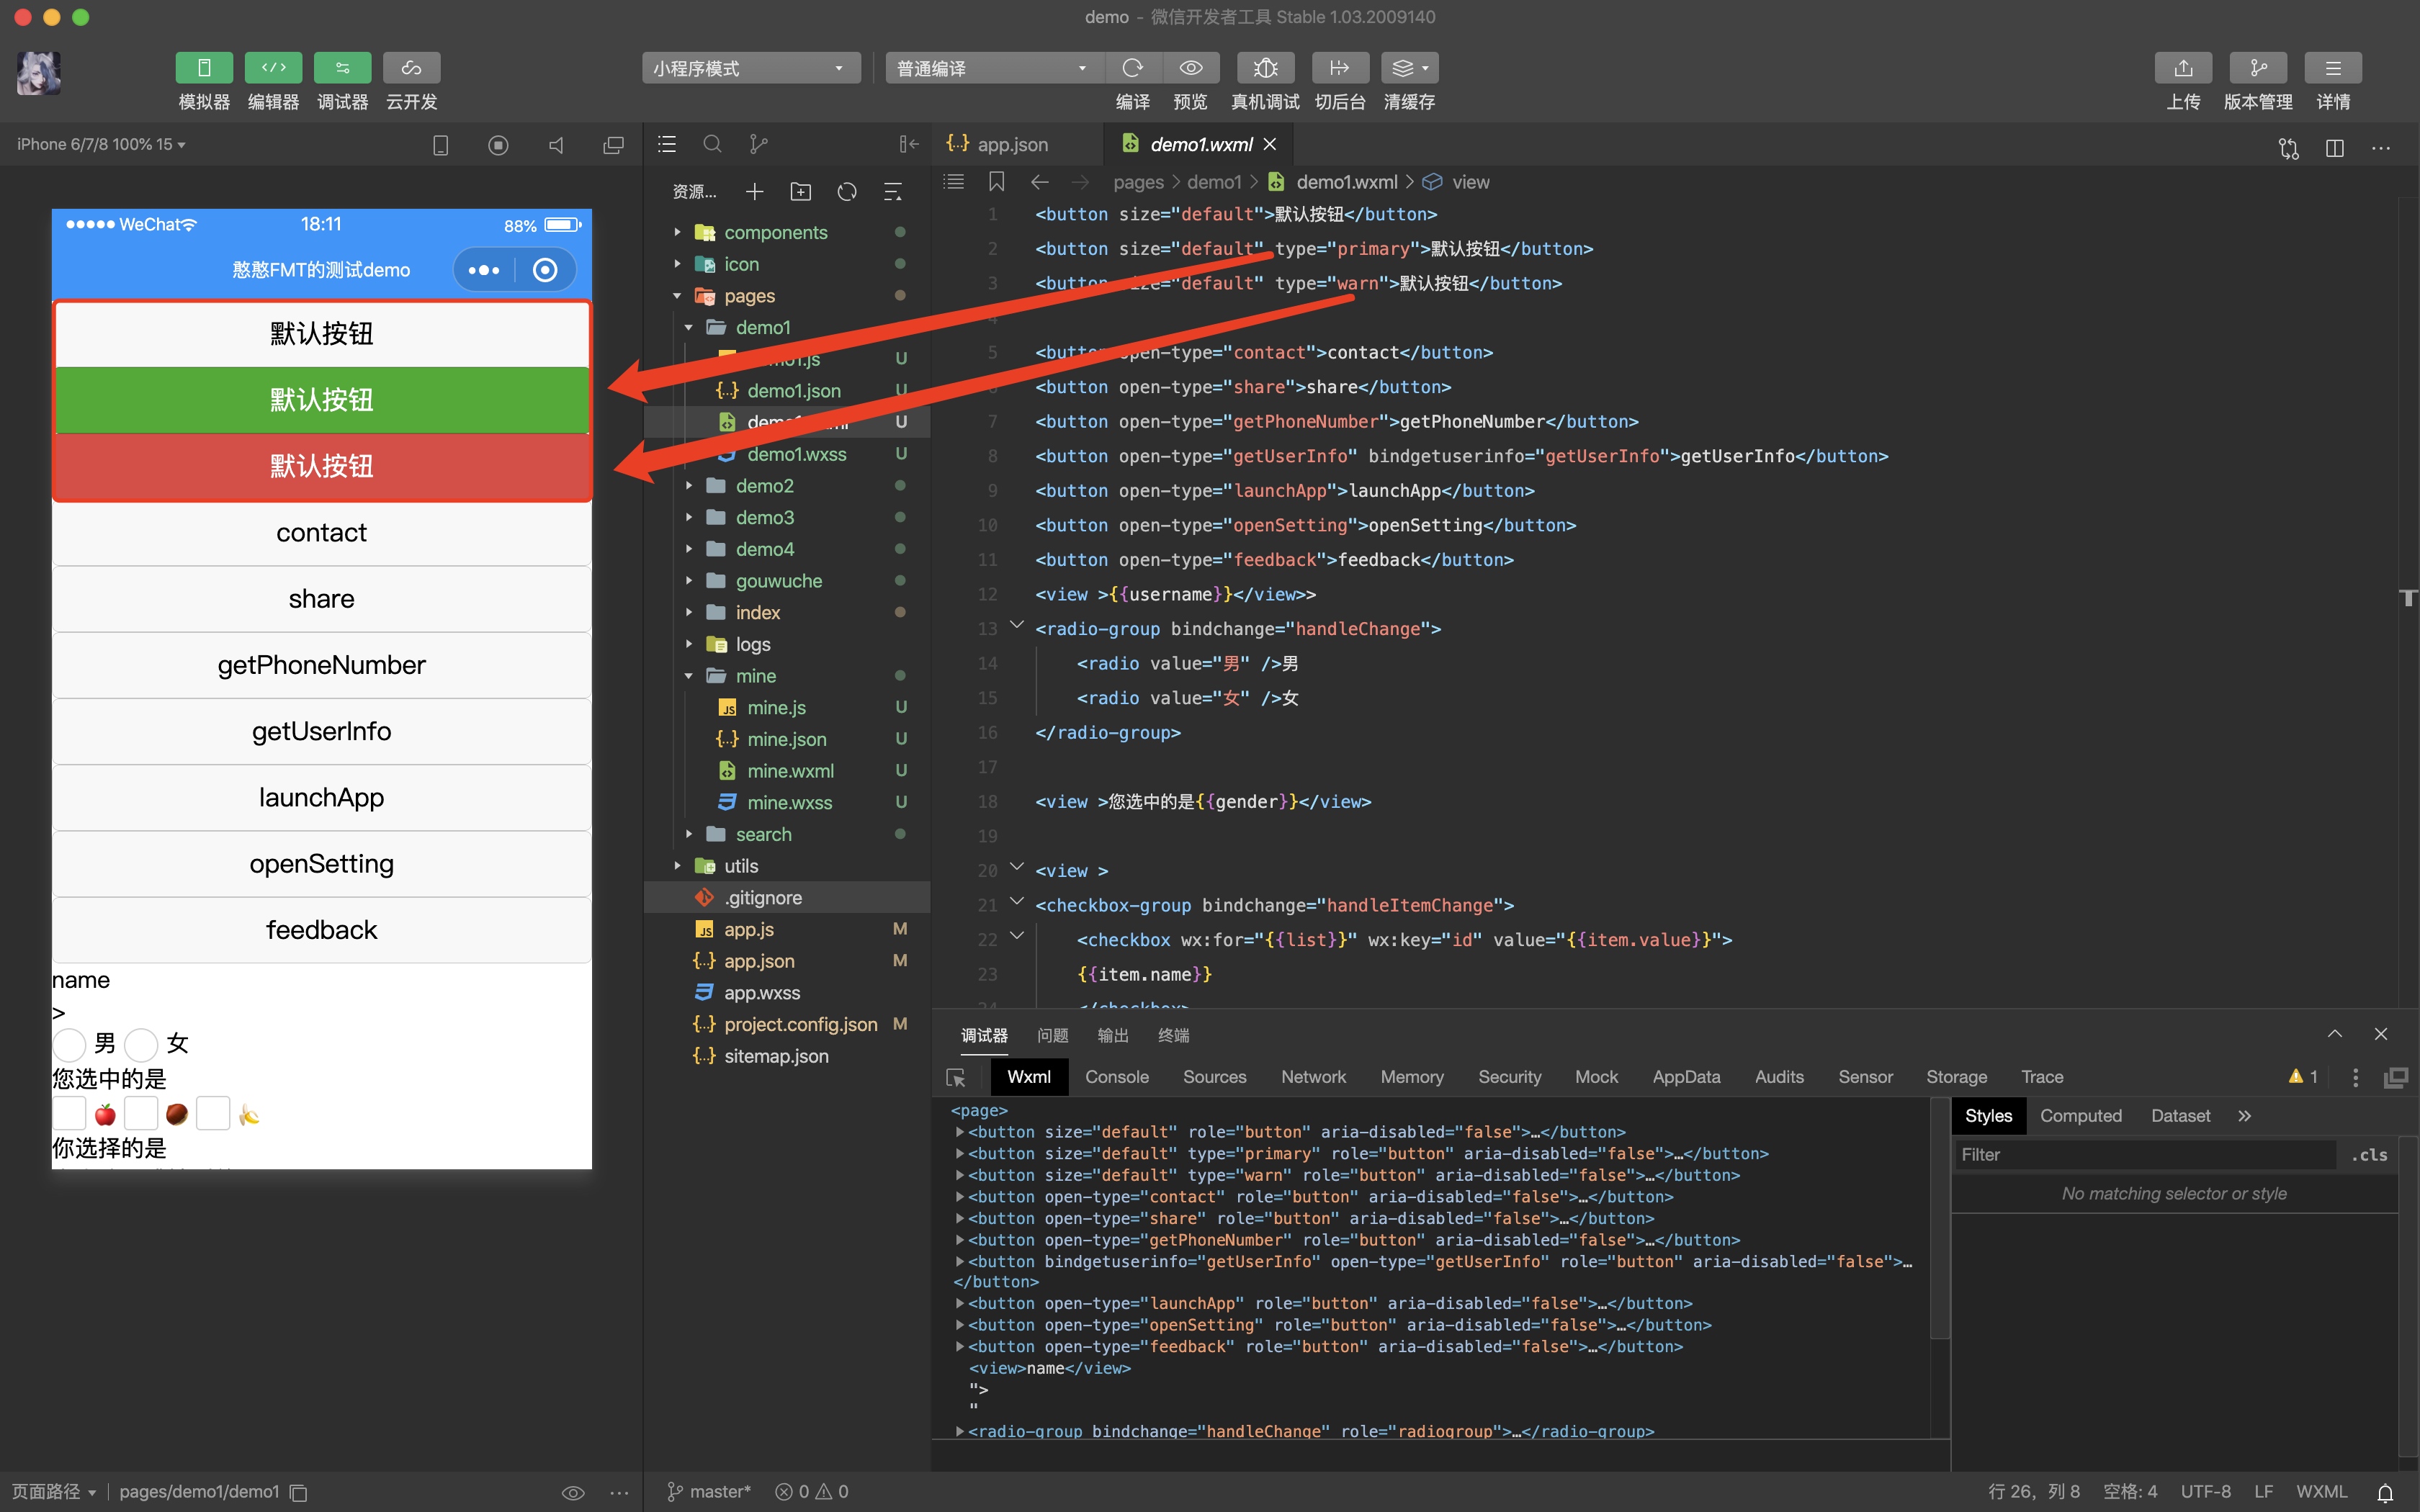 demo - 微信开发者工具 Stable 1.03.2009140
模拟器 编辑器 调试器 云开发
小程序模式 普通编译
编译 预览 真机调试 切后台 清缓存
上传 版本管理 详情
iPhone 6/7/8 100% 15
WeChat 18:11 88%
憨憨FMT的测试demo
默认按钮
默认按钮
默认按钮
contact
share
getPhoneNumber
getUserInfo
launchApp
openSetting
feedback
name
>
男 女
您选中的是
你选择的是
页面路径 pages/demo1/demo1
资源...
components
icon
pages
demo1
demo1.js U
demo1.json U
U
demo1.wxss U
demo2
demo3
demo4
gouwuche
index
logs
mine
mine.js U
mine.json U
mine.wxml U
mine.wxss U
search
utils
.gitignore
app.js M
app.json M
app.wxss
project.config.json M
sitemap.json
master* 0 0
app.json demo1.wxml
pages > demo1 > demo1.wxml > view
1 <button size="default">默认按钮</button>
2 <button size="default" type="primary">默认按钮</button>
3 <button size="default" type="warn">默认按钮</button>
4
5 <button open-type="contact">contact</button>
6 <button open-type="share">share</button>
7 <button open-type="getPhoneNumber">getPhoneNumber</button>
8 <button open-type="getUserInfo" bindgetuserinfo="getUserInfo">getUserInfo</button>
9 <button open-type="launchApp">launchApp</button>
10 <button open-type="openSetting">openSetting</button>
11 <button open-type="feedback">feedback</button>
12 <view >{{username}}</view>>
13 <radio-group bindchange="handleChange">
14 <radio value="男" />男
15 <radio value="女" />女
16 </radio-group>
17
18 <view >您选中的是{{gender}}</view>
19
20 <view >
21 <checkbox-group bindchange="handleItemChange">
22 <checkbox wx:for="{{list}}" wx:key="id" value="{{item.value}}">
23 {{item.name}}
24 </checkbox>
调试器 问题 输出 终端
Wxml Console Sources Network Memory Security Mock AppData Audits Sensor Storage Trace 1
<page>
<button size="default" role="button" aria-disabled="false">…</button>
<button size="default" type="primary" role="button" aria-disabled="false">…</button>
<button size="default" type="warn" role="button" aria-disabled="false">…</button>
<button open-type="contact" role="button" aria-disabled="false">…</button>
<button open-type="share" role="button" aria-disabled="false">…</button>
<button open-type="getPhoneNumber" role="button" aria-disabled="false">…</button>
<button bindgetuserinfo="getUserInfo" open-type="getUserInfo" role="button" aria-disabled="false">…
</button>
<button open-type="launchApp" role="button" aria-disabled="false">…</button>
<button open-type="openSetting" role="button" aria-disabled="false">…</button>
<button open-type="feedback" role="button" aria-disabled="false">…</button>
<view>name</view>
">
"
<radio-group bindchange="handleChange" role="radiogroup">…</radio-group>
Styles Computed Dataset
Filter .cls
No matching selector or style
行 26，列 8 空格: 4 UTF-8 LF WXML